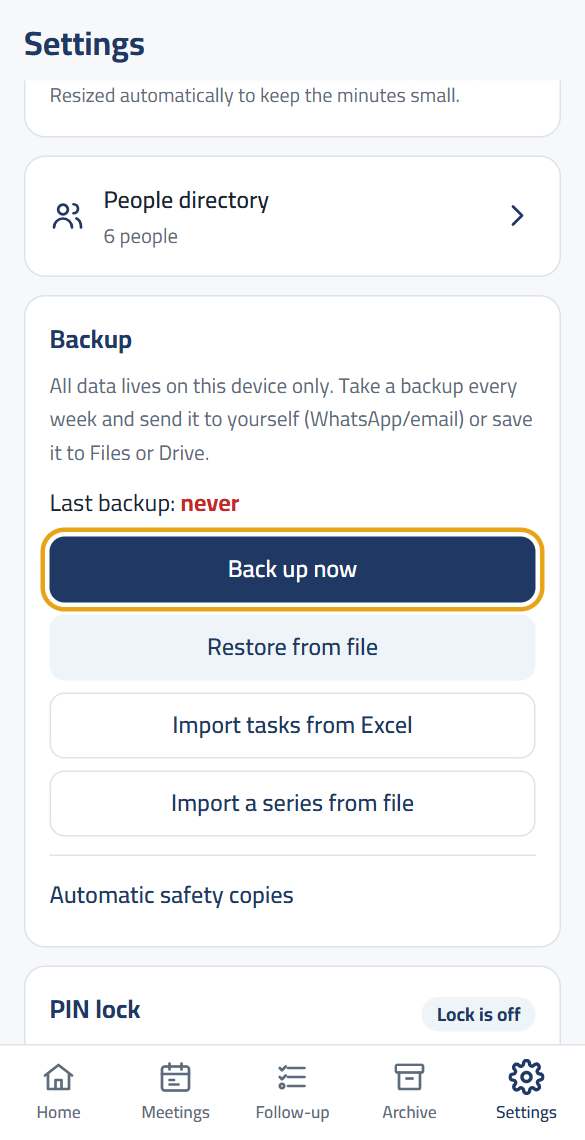 Settings
Resized automatically to keep the minutes small.
People directory
6 people
Backup
All data lives on this device only. Take a backup every
week and send it to yourself (WhatsApp/email) or save
it to Files or Drive.
Last backup: never
Back up now
Restore from file
Import tasks from Excel
Import a series from file
Automatic safety copies
PIN lock
Lock is off
Home
Meetings
Follow-up
Archive
Settings